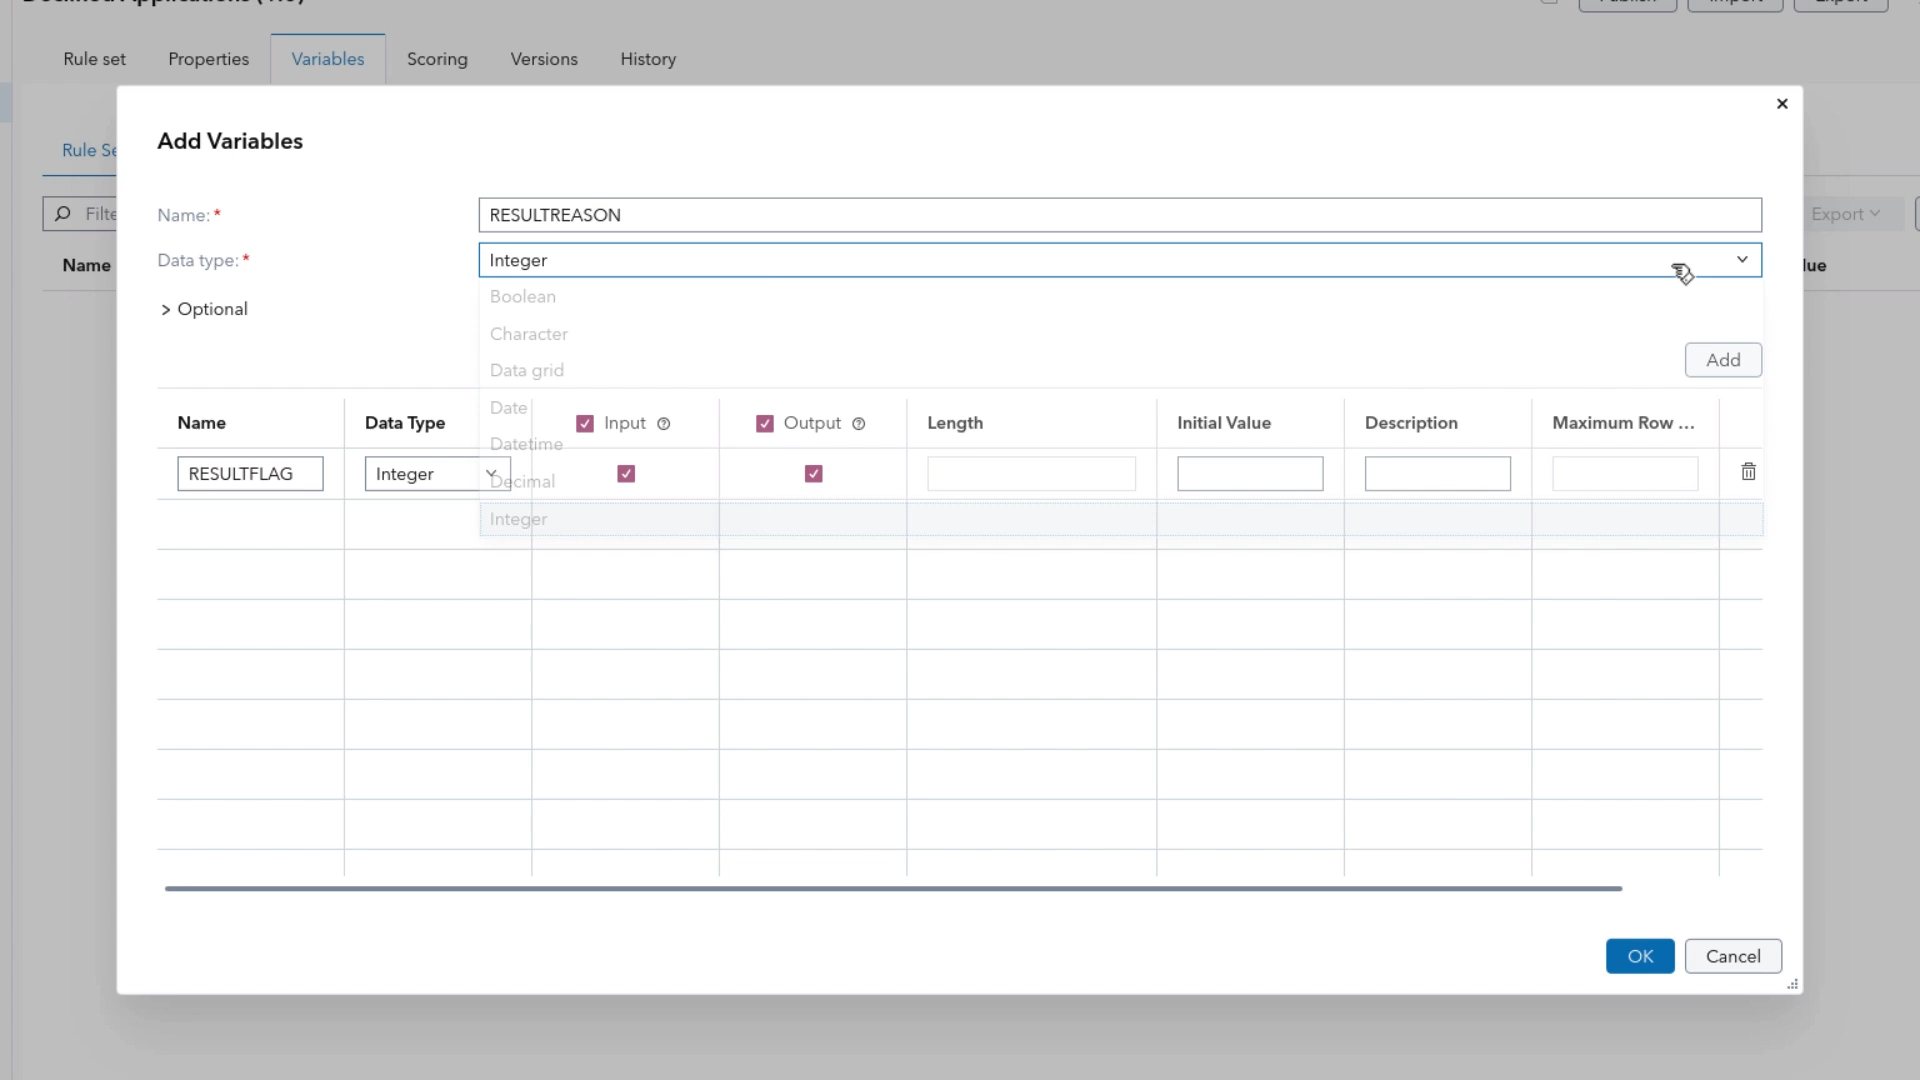 Rule set Properties Variables Scoring Versions History
Add Variables
Rule Se
Name:* RESULTREASON
Filte
Export
Data type:* Integer
Name
lue
Boolean
> Optional
Character
Add
Data grid
Date
Name Data Type Input Output Length Initial Value Description Maximum Row ...
Datetime
RESULTFLAG Integer
Decimal
Integer
OK Cancel